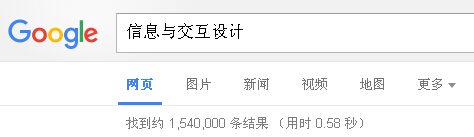 Google 信息与交互设计
网页 图片 新闻 视频 地图 更多
找到约 1,540,000 条结果 （用时 0.58 秒）